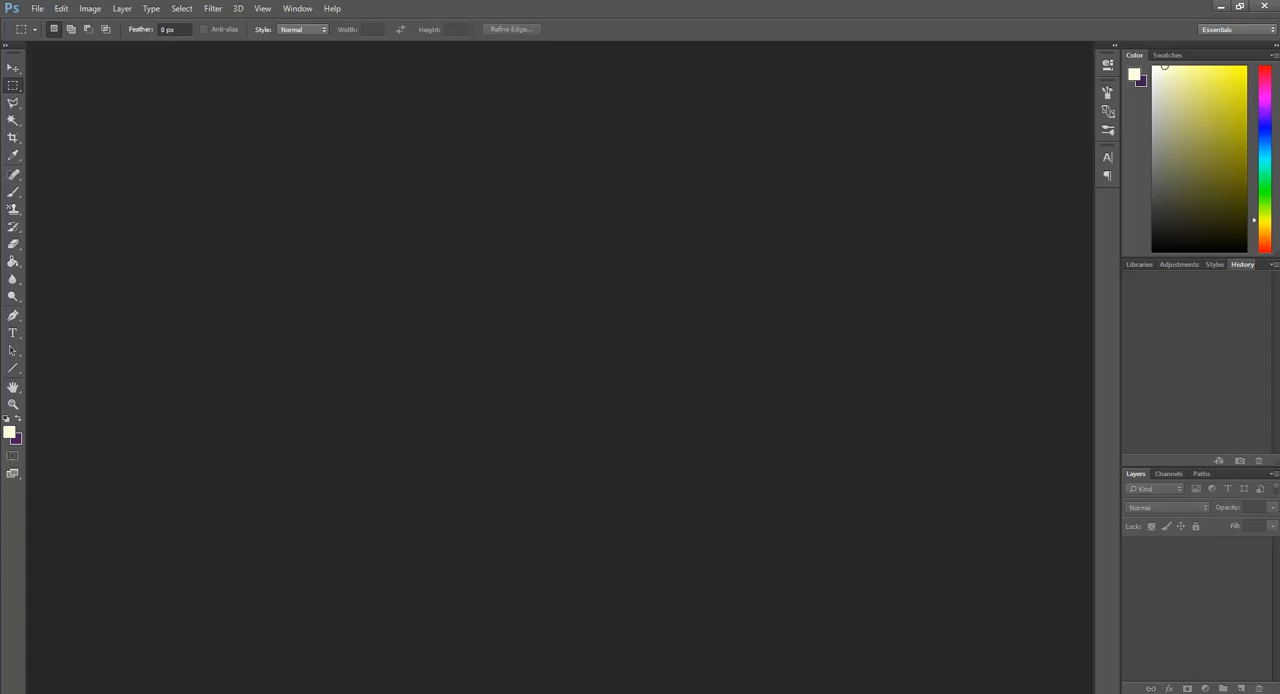 Ps File Edit Image Layer Type Select Filter 3D View Window Help
Feather: 0 px Anti-alias Style: Normal Width: Height: Refine Edge... Essentials
Color Swatches
Libraries Adjustments Styles History
Layers Channels Paths
Kind
Normal Opacity:
Lock: Fill: